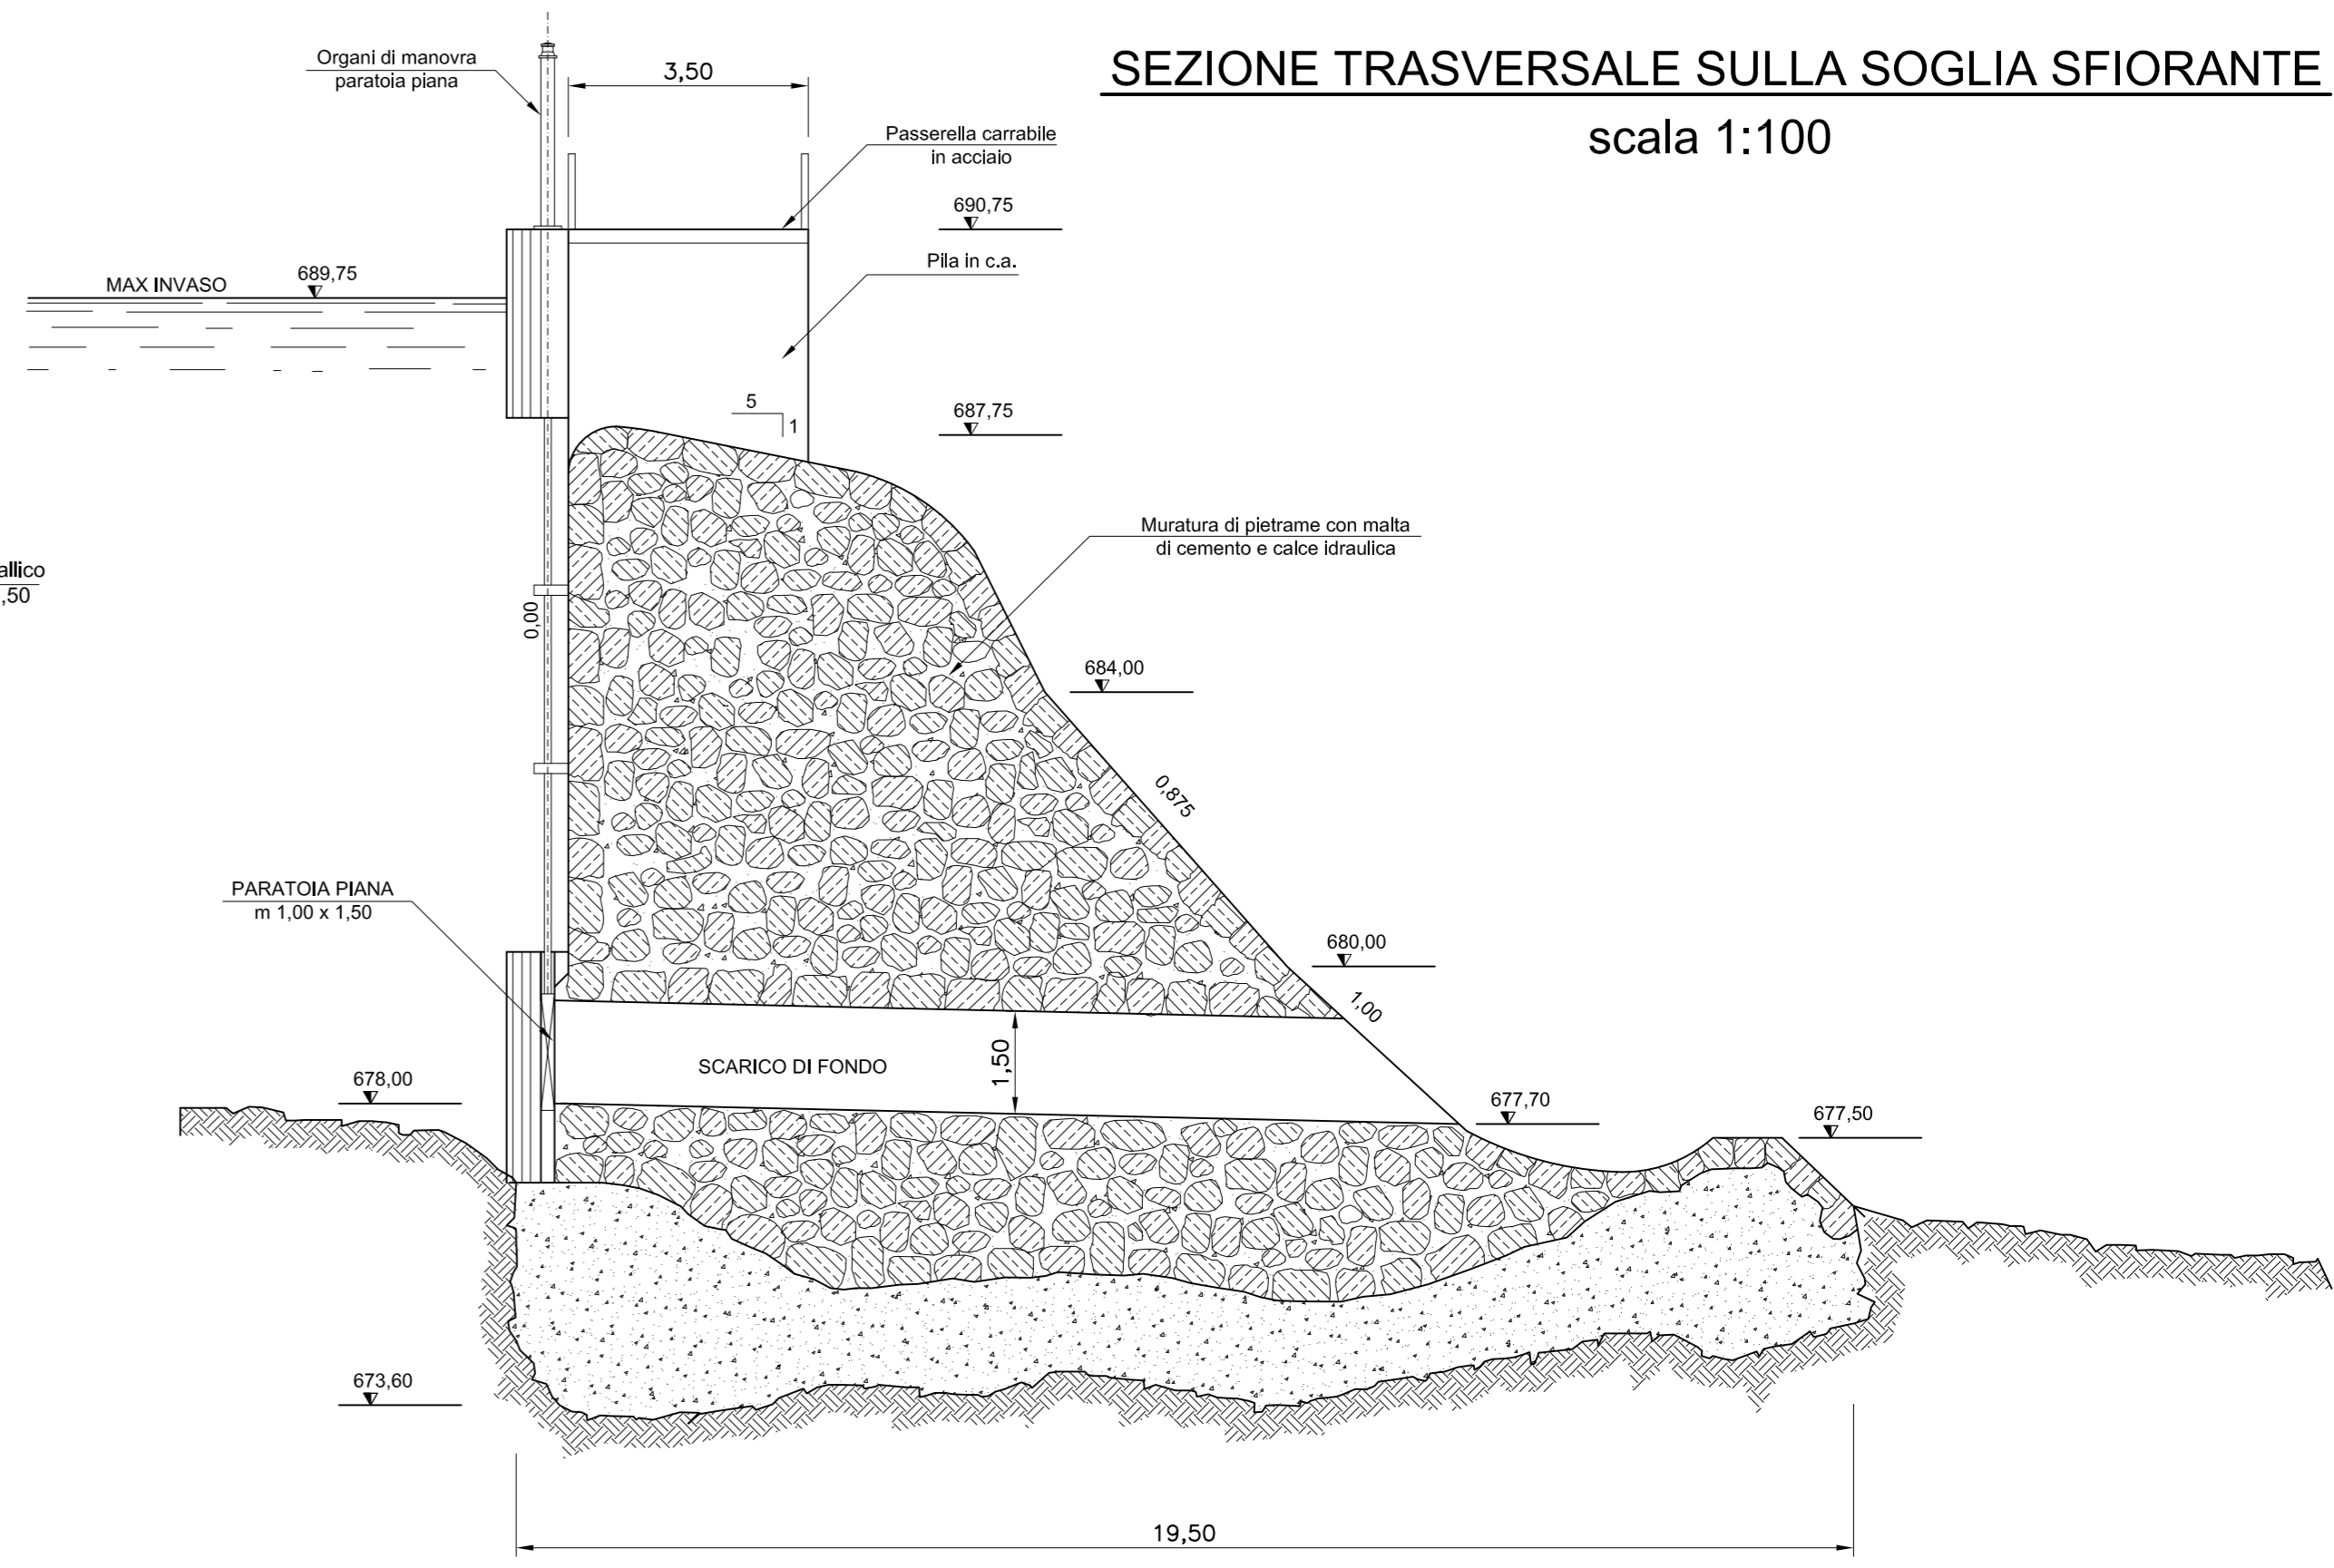 SEZIONE TRASVERSALE SULLA SOGLIA SFIORANTE
scala 1:100
Organi di manovra
paratoia piana
3,50
Passerella carrabile
in acciaio
690,75
Pila in c.a.
MAX INVASO
689,75
5
1
687,75
Muratura di pietrame con malta
di cemento e calce idraulica
allico
,50
0,00
684,00
0,875
PARATOIA PIANA
m 1,00 x 1,50
680,00
1,00
1,50
SCARICO DI FONDO
678,00
677,70
677,50
673,60
19,50